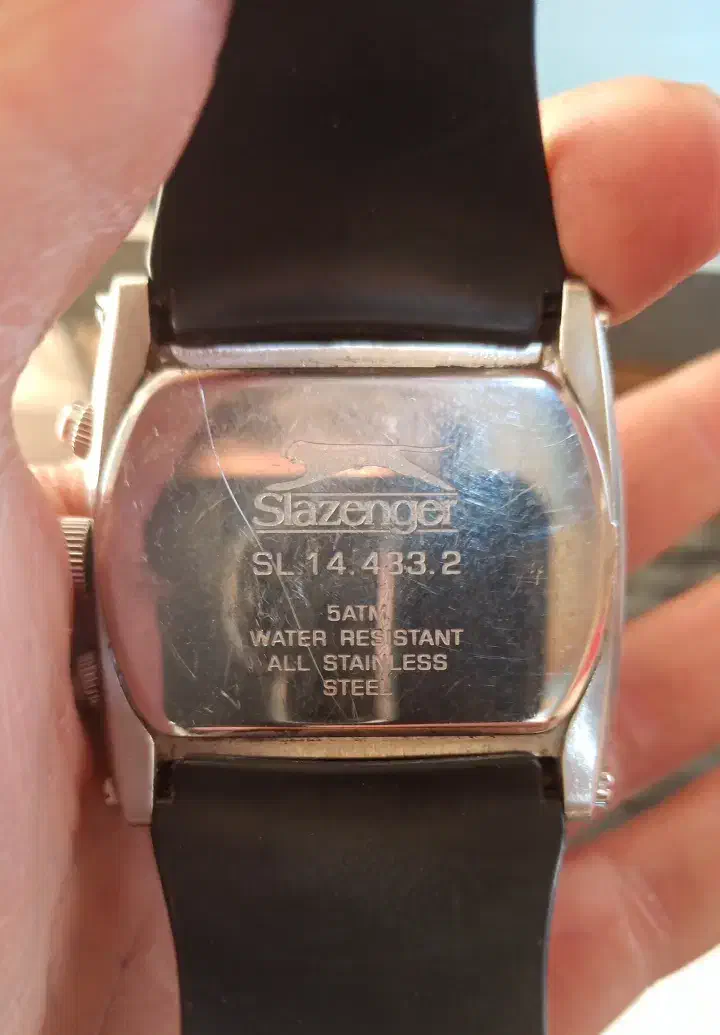 Slazenger
SL.14.483.2
5ATM
WATER RESISTANT
ALL STAINLESS
STEEL